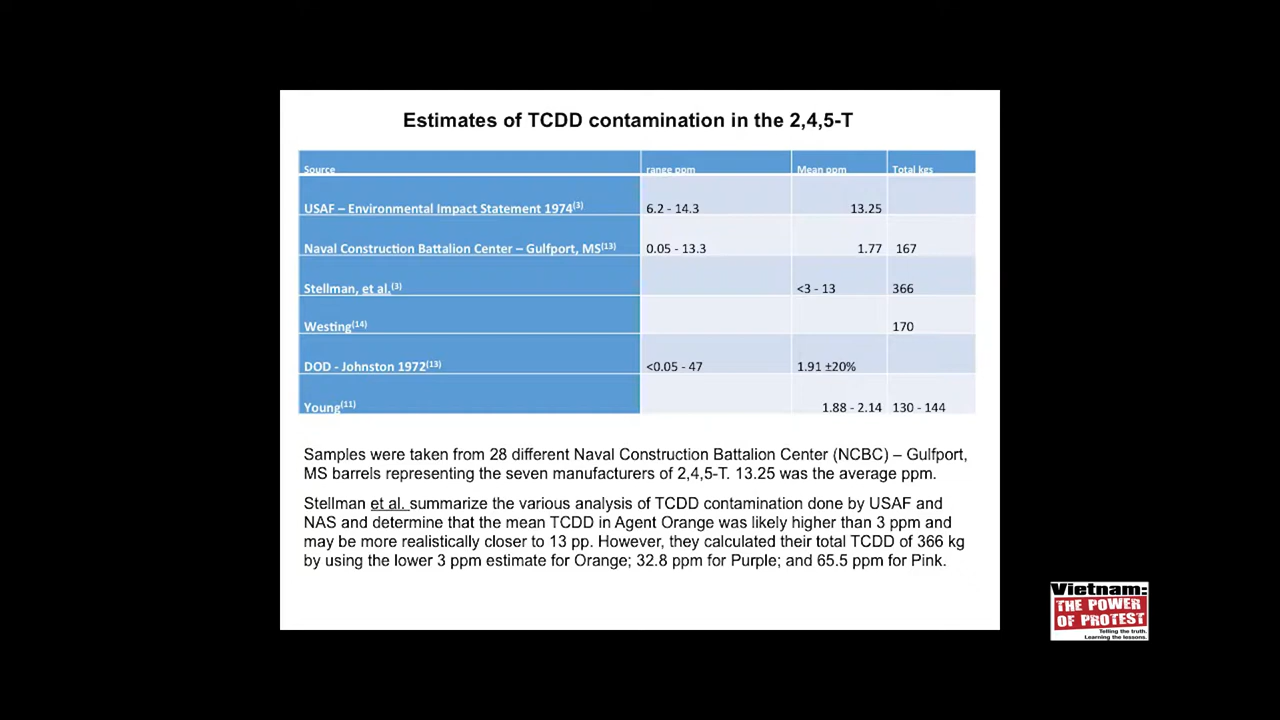 Estimates of TCDD contamination in the 2,4,5-T
Source range ppm Mean ppm Total kgs
USAF – Environmental Impact Statement 1974(3) 6.2 - 14.3 13.25
Naval Construction Battalion Center – Gulfport, MS(13) 0.05 - 13.3 1.77 167
Stellman, et al.(3) <3 - 13 366
Westing(14) 170
DOD - Johnston 1972(13) <0.05 - 47 1.91 ±20%
Young(11) 1.88 - 2.14 130 - 144
Samples were taken from 28 different Naval Construction Battalion Center (NCBC) – Gulfport,
MS barrels representing the seven manufacturers of 2,4,5-T. 13.25 was the average ppm.
Stellman et al. summarize the various analysis of TCDD contamination done by USAF and
NAS and determine that the mean TCDD in Agent Orange was likely higher than 3 ppm and
may be more realistically closer to 13 pp. However, they calculated their total TCDD of 366 kg
by using the lower 3 ppm estimate for Orange; 32.8 ppm for Purple; and 65.5 ppm for Pink.
Vietnam:
THE POWER
OF PROTEST
Telling the truth.
Learning the lessons.